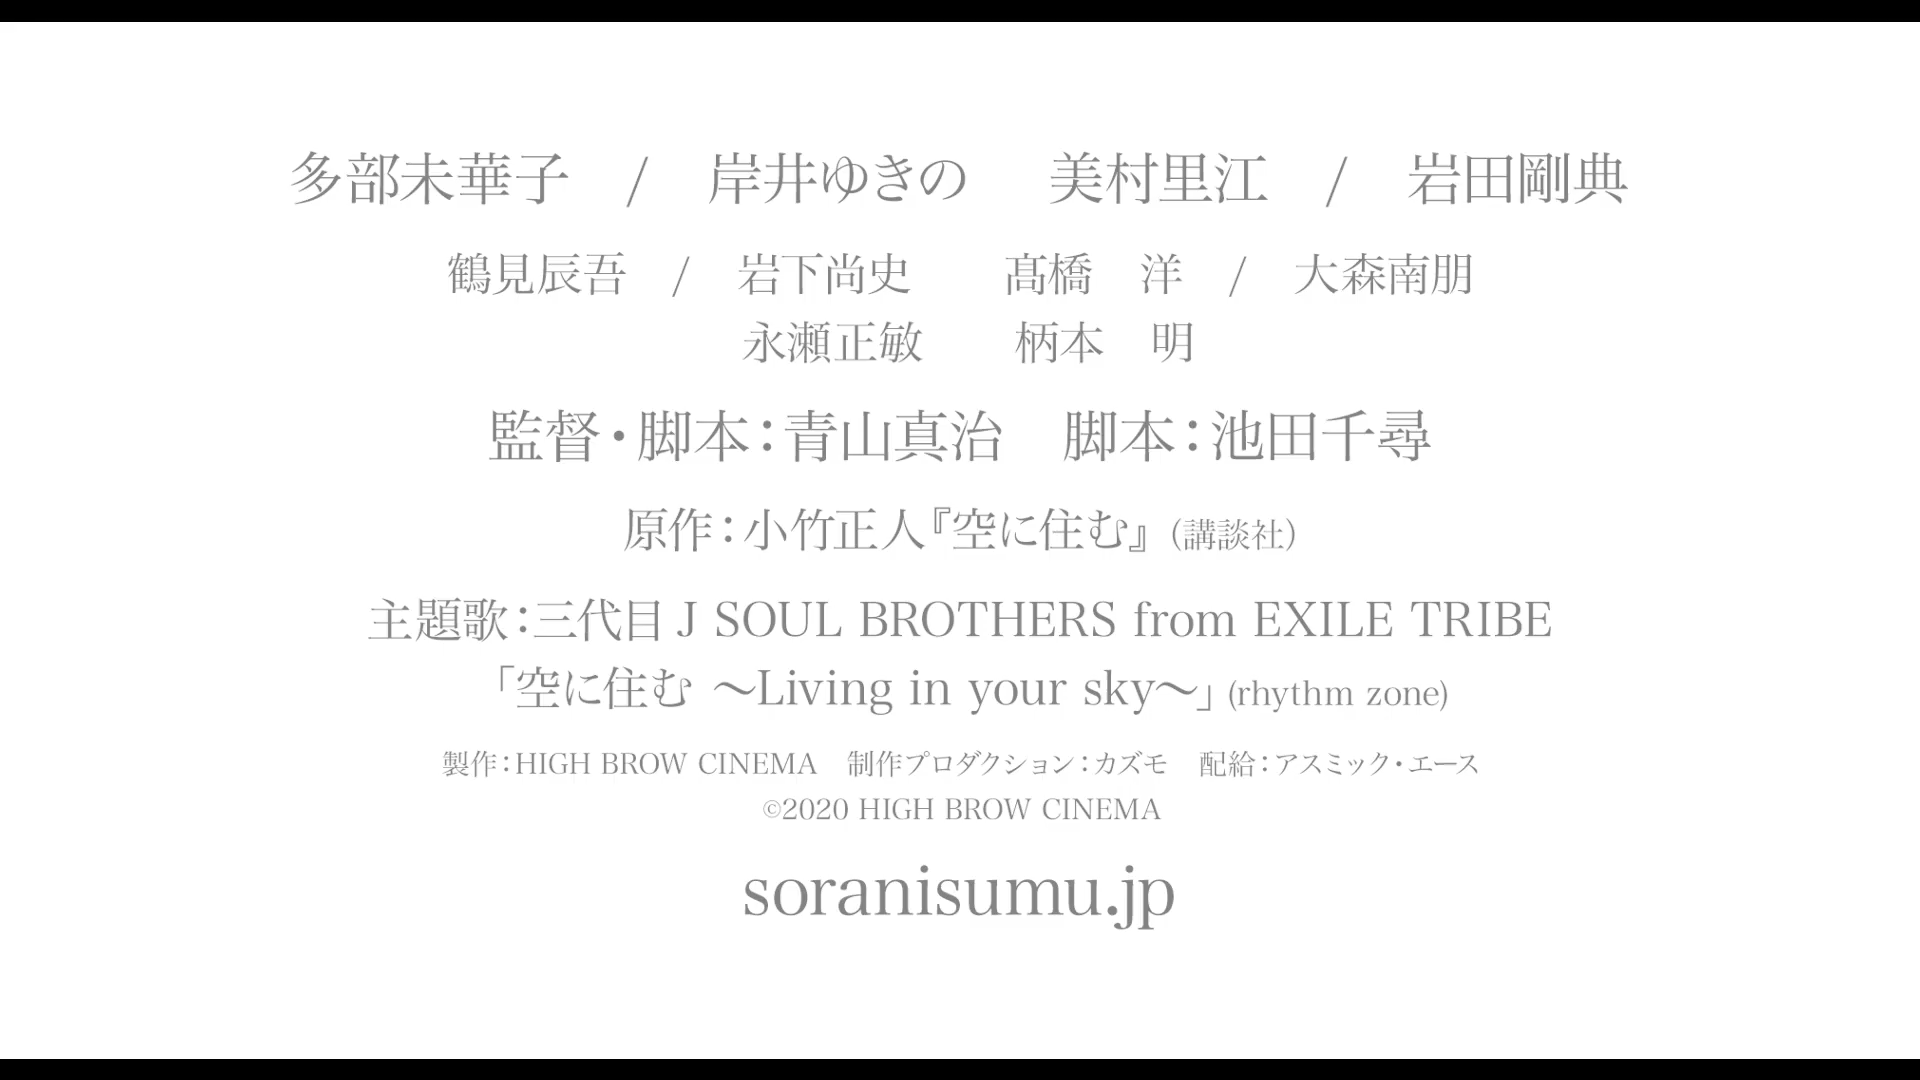 多部未華子　/　岸井ゆきの　美村里江　/　岩田剛典
鶴見辰吾　/　岩下尚史　髙橋　洋　/　大森南朋
永瀬正敏　柄本　明
監督・脚本：青山真治　脚本：池田千尋
原作：小竹正人『空に住む』（講談社）
主題歌：三代目 J SOUL BROTHERS from EXILE TRIBE
「空に住む ～Living in your sky～」(rhythm zone)
製作：HIGH BROW CINEMA　制作プロダクション：カズモ　配給：アスミック・エース
©2020 HIGH BROW CINEMA
soranisumu.jp